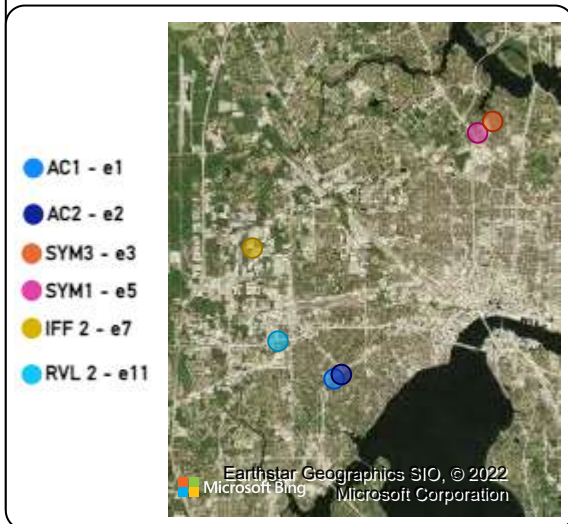 AC1 - e1
AC2 - e2
SYM3 - e3
SYM1 - e5
IFF 2 - e7
RVL 2 - e11
Earthstar Geographics SIO, © 2022
Microsoft Bing
Microsoft Corporation